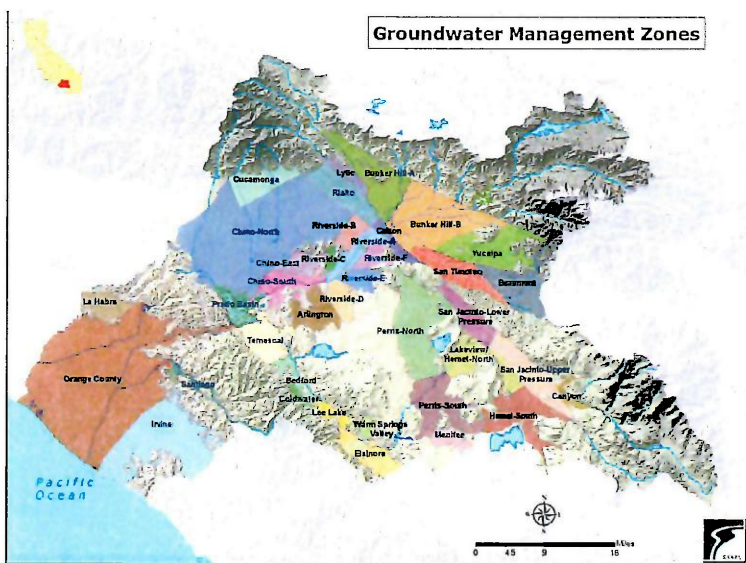 Groundwater Management Zones
Cucamonga
Lytle
Bunker Hill-A
Rialto
Chino-North
Riverside-B
Colton
Bunker Hill-B
Riverside-A
Yucaipa
Chino-East
Riverside-C
Riverside-F
San Timoteo
Chino-South
Riverside-E
Beaumont
La Habra
Prado Basin
Riverside-D
Arlington
San Jacinto-Lower
Pressure
Perris-North
Temescal
Lakeview/
Hemet-North
Orange County
Santiago
Bedford
San Jacinto-Upper
Pressure
Coldwater
Canyon
Lee Lake
Perris-South
Hemet-South
Irvine
Warm Springs
Valley
Menifee
Elsinore
Pacific
Ocean
N
S
Miles
0 4.5 9 18